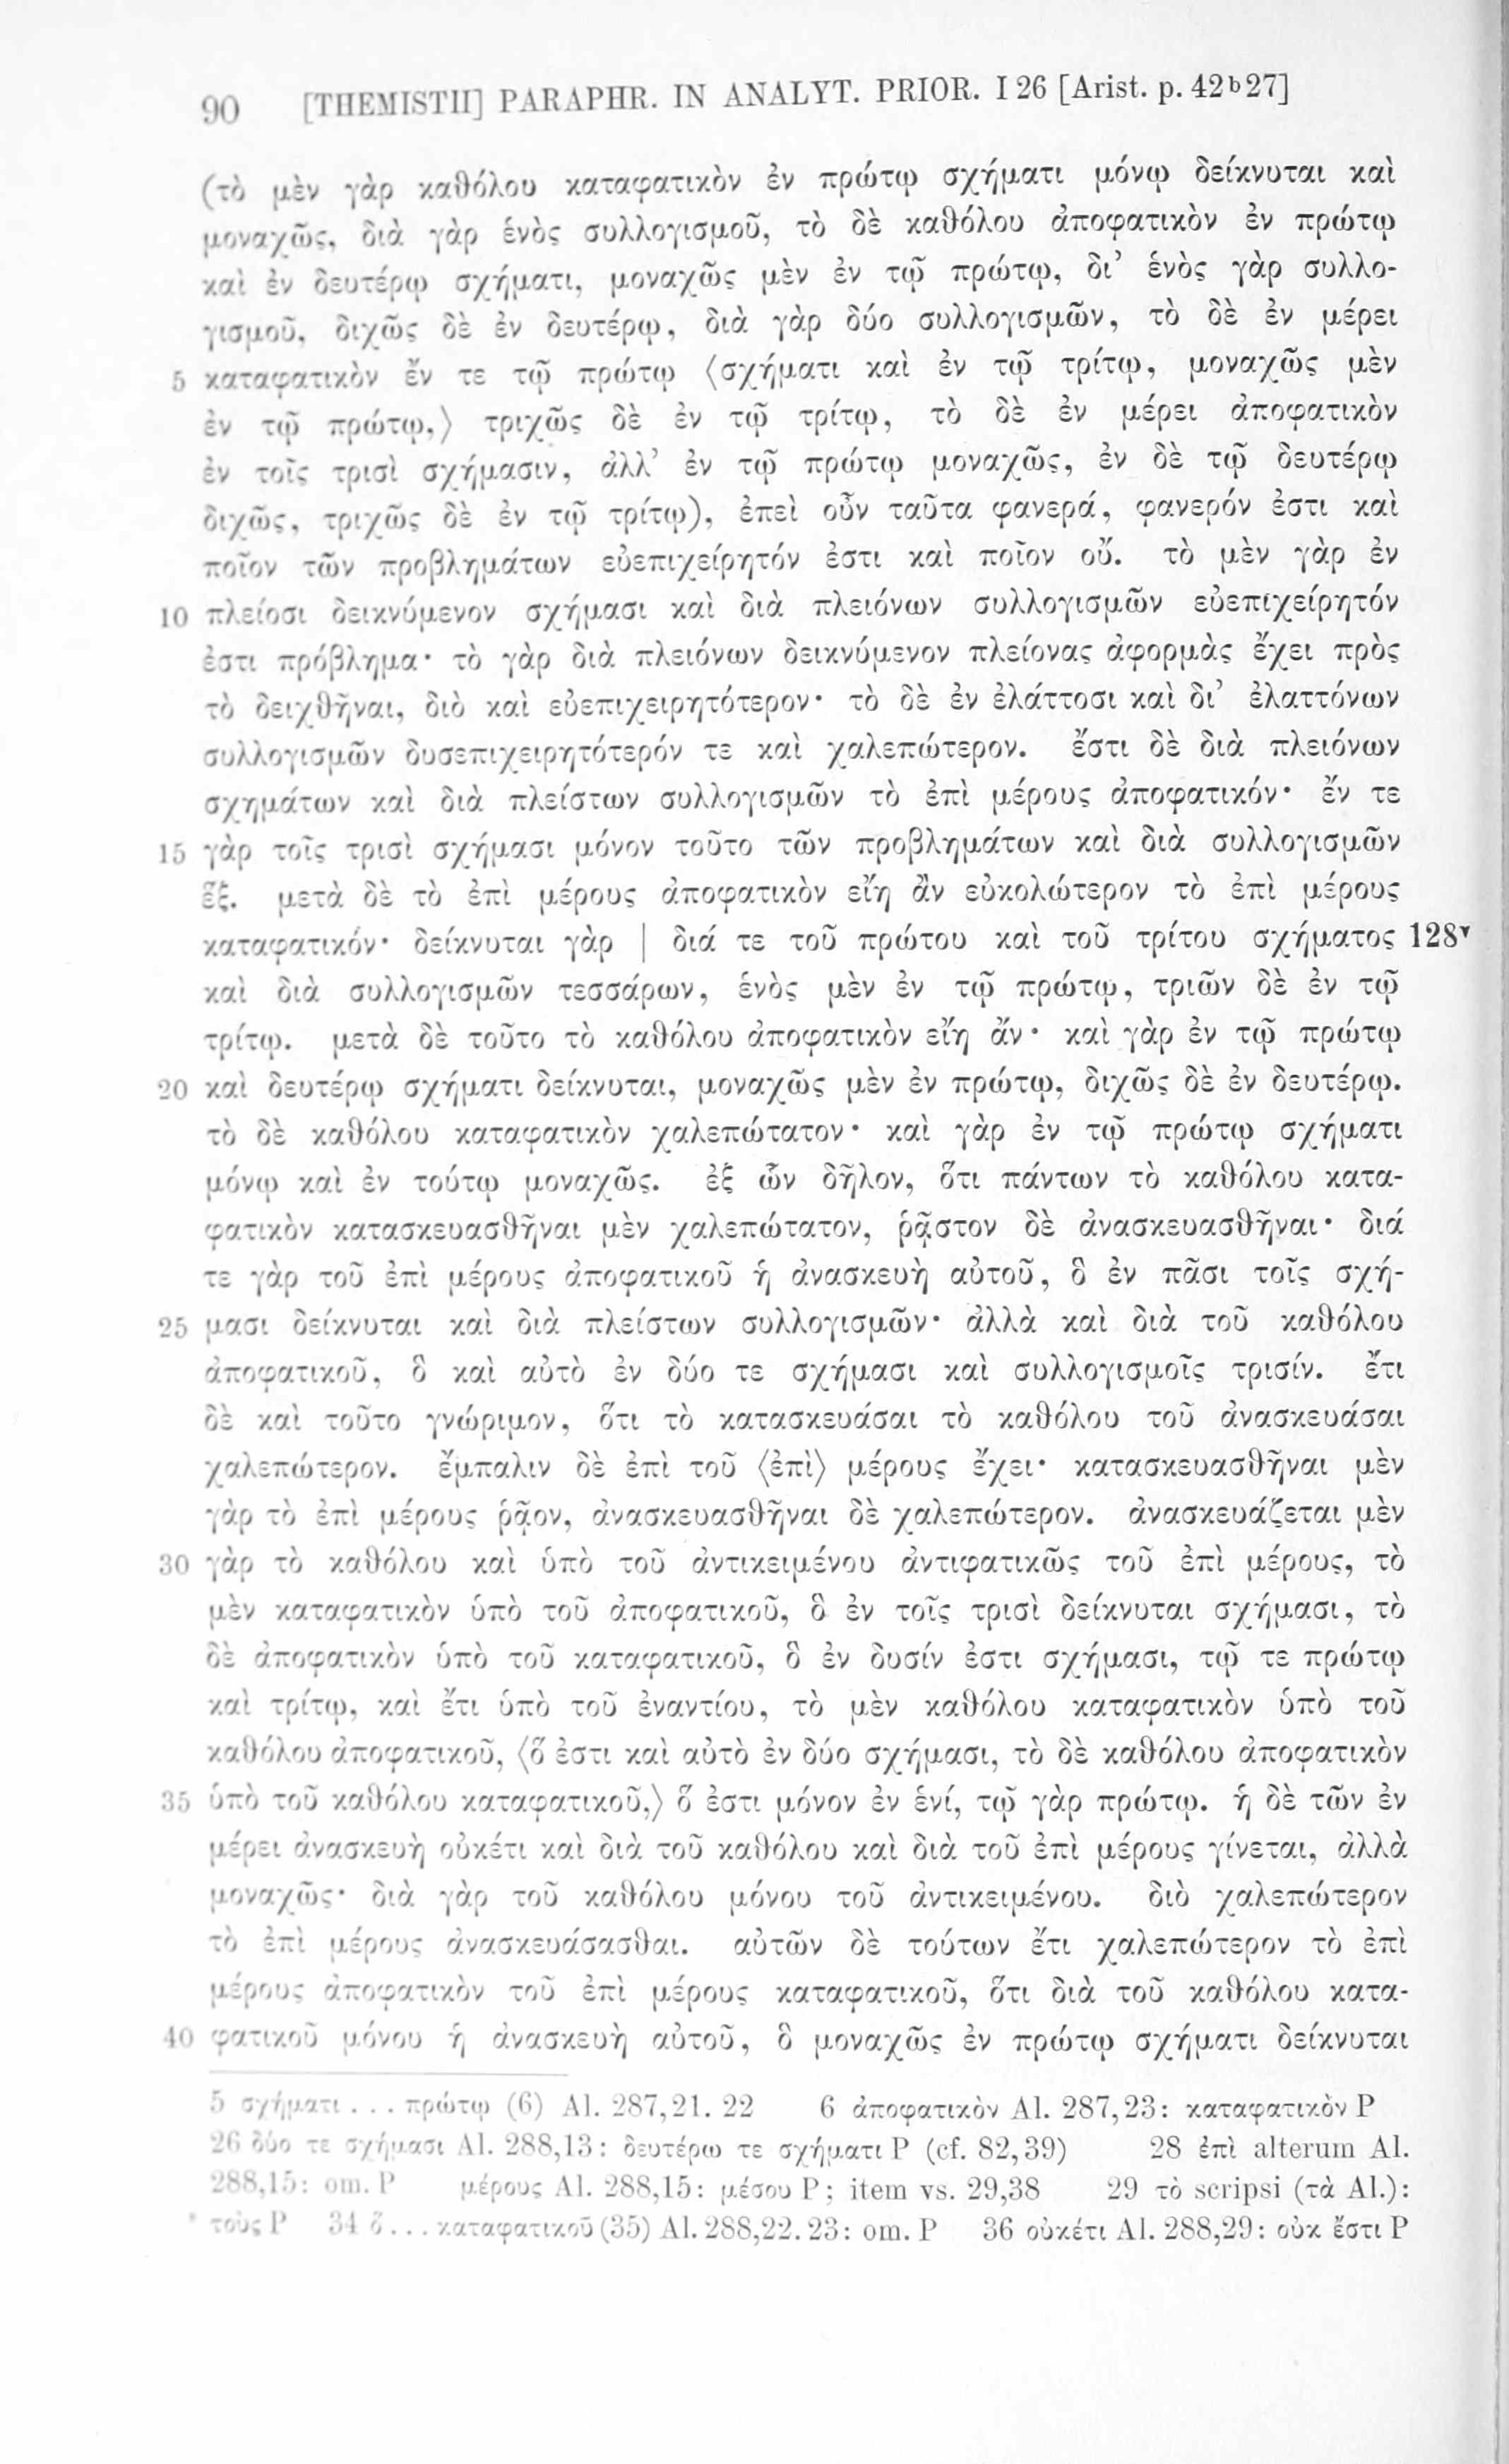 90 [THEMISTII] PARAPHR. IN ANALYT. PRIOR. I 26 [Arist. p. 42b27]
(τὸ μὲν γὰρ καθόλου καταφατικὸν ἐν πρώτῳ σχήματι μόνῳ δείκνυται καὶ
μοναχῶς, διὰ γὰρ ἑνὸς συλλογισμοῦ, τὸ δὲ καθόλου ἀποφατικὸν ἐν πρώτῳ
καὶ ἐν δευτέρῳ σχήματι, μοναχῶς μὲν ἐν τῷ πρώτῳ, δι’ ἑνὸς γὰρ συλλο-
γισμοῦ, διχῶς δὲ ἐν δευτέρῳ, διὰ γὰρ δύο συλλογισμῶν, τὸ δὲ ἐν μέρει
5 καταφατικὸν ἔν τε τῷ πρώτῳ ⟨σχήματι καὶ ἐν τῷ τρίτῳ, μοναχῶς μὲν
ἐν τῷ πρώτῳ,⟩ τριχῶς δὲ ἐν τῷ τρίτῳ, τὸ δὲ ἐν μέρει ἀποφατικὸν
ἐν τοῖς τρισὶ σχήμασιν, ἀλλ’ ἐν τῷ πρώτῳ μοναχῶς, ἐν δὲ τῷ δευτέρῳ
διχῶς, τριχῶς δὲ ἐν τῷ τρίτῳ), ἐπεὶ οὖν ταῦτα φανερά, φανερόν ἐστι καὶ
ποῖον τῶν προβλημάτων εὐεπιχείρητόν ἐστι καὶ ποῖον οὔ. τὸ μὲν γὰρ ἐν
10 πλείοσι δεικνύμενον σχήμασι καὶ διὰ πλειόνων συλλογισμῶν εὐεπιχείρητόν
ἐστι πρόβλημα· τὸ γὰρ διὰ πλειόνων δεικνύμενον πλείονας ἀφορμὰς ἔχει πρὸς
τὸ δειχθῆναι, διὸ καὶ εὐεπιχειρητότερον· τὸ δὲ ἐν ἐλάττοσι καὶ δι’ ἐλαττόνων
συλλογισμῶν δυσεπιχειρητότερόν τε καὶ χαλεπώτερον. ἔστι δὲ διὰ πλειόνων
σχημάτων καὶ διὰ πλείστων συλλογισμῶν τὸ ἐπὶ μέρους ἀποφατικόν· ἔν τε
15 γὰρ τοῖς τρισὶ σχήμασι μόνον τοῦτο τῶν προβλημάτων καὶ διὰ συλλογισμῶν
ἕξ. μετὰ δὲ τὸ ἐπὶ μέρους ἀποφατικὸν εἴη ἂν εὐκολώτερον τὸ ἐπὶ μέρους
καταφατικόν· δείκνυται γὰρ | διά τε τοῦ πρώτου καὶ τοῦ τρίτου σχήματος 128v
καὶ διὰ συλλογισμῶν τεσσάρων, ἑνὸς μὲν ἐν τῷ πρώτῳ, τριῶν δὲ ἐν τῷ
τρίτῳ. μετὰ δὲ τοῦτο τὸ καθόλου ἀποφατικὸν εἴη ἄν· καὶ γὰρ ἐν τῷ πρώτῳ
20 καὶ δευτέρῳ σχήματι δείκνυται, μοναχῶς μὲν ἐν πρώτῳ, διχῶς δὲ ἐν δευτέρῳ.
τὸ δὲ καθόλου καταφατικὸν χαλεπώτατον· καὶ γὰρ ἐν τῷ πρώτῳ σχήματι
μόνῳ καὶ ἐν τούτῳ μοναχῶς. ἐξ ὧν δῆλον, ὅτι πάντων τὸ καθόλου κατα-
φατικὸν κατασκευασθῆναι μὲν χαλεπώτατον, ῥᾷστον δὲ ἀνασκευασθῆναι· διά
τε γὰρ τοῦ ἐπὶ μέρους ἀποφατικοῦ ἡ ἀνασκευὴ αὐτοῦ, ὃ ἐν πᾶσι τοῖς σχή-
25 μασι δείκνυται καὶ διὰ πλείστων συλλογισμῶν· ἀλλὰ καὶ διὰ τοῦ καθόλου
ἀποφατικοῦ, ὃ καὶ αὐτὸ ἐν δύο τε σχήμασι καὶ συλλογισμοῖς τρισίν. ἔτι
δὲ καὶ τοῦτο γνώριμον, ὅτι τὸ κατασκευάσαι τὸ καθόλου τοῦ ἀνασκευάσαι
χαλεπώτερον. ἔμπαλιν δὲ ἐπὶ τοῦ ⟨ἐπὶ⟩ μέρους ἔχει· κατασκευασθῆναι μὲν
γὰρ τὸ ἐπὶ μέρους ῥᾷον, ἀνασκευασθῆναι δὲ χαλεπώτερον. ἀνασκευάζεται μὲν
30 γὰρ τὸ καθόλου καὶ ὑπὸ τοῦ ἀντικειμένου ἀντιφατικῶς τοῦ ἐπὶ μέρους, τὸ
μὲν καταφατικὸν ὑπὸ τοῦ ἀποφατικοῦ, ὃ ἐν τοῖς τρισὶ δείκνυται σχήμασι, τὸ
δὲ ἀποφατικὸν ὑπὸ τοῦ καταφατικοῦ, ὃ ἐν δυσίν ἐστι σχήμασι, τῷ τε πρώτῳ
καὶ τρίτῳ, καὶ ἔτι ὑπὸ τοῦ ἐναντίου, τὸ μὲν καθόλου καταφατικὸν ὑπὸ τοῦ
καθόλου ἀποφατικοῦ, ⟨ὅ ἐστι καὶ αὐτὸ ἐν δύο σχήμασι, τὸ δὲ καθόλου ἀποφατικὸν
35 ὑπὸ τοῦ καθόλου καταφατικοῦ,⟩ ὅ ἐστι μόνον ἐν ἑνί, τῷ γὰρ πρώτῳ. ἡ δὲ τῶν ἐν
μέρει ἀνασκευὴ οὐκέτι καὶ διὰ τοῦ καθόλου καὶ διὰ τοῦ ἐπὶ μέρους γίνεται, ἀλλὰ
μοναχῶς· διὰ γὰρ τοῦ καθόλου μόνου τοῦ ἀντικειμένου. διὸ χαλεπώτερον
τὸ ἐπὶ μέρους ἀνασκευάσασθαι. αὐτῶν δὲ τούτων ἔτι χαλεπώτερον τὸ ἐπὶ
μέρους ἀποφατικὸν τοῦ ἐπὶ μέρους καταφατικοῦ, ὅτι διὰ τοῦ καθόλου κατα-
40 φατικοῦ μόνου ἡ ἀνασκευὴ αὐτοῦ, ὃ μοναχῶς ἐν πρώτῳ σχήματι δείκνυται
5 σχήματι ... πρώτῳ (6) Al. 287,21. 22 6 ἀποφατικὸν Al. 287,23: καταφατικὸν P
26 δύο τε σχήμασι Al. 288,13: δευτέρω τε σχήματι P (cf. 82,39) 28 ἐπὶ alterum Al.
288,15: om. P μέρους Al. 288,15: μέσου P; item vs. 29,38 29 τὸ scripsi (τὰ Al.):
τοὺς P 34 ὅ... καταφατικοῦ (35) Al. 288,22. 23: om. P 36 οὐκέτι Al. 288,29: οὐκ ἔστι P